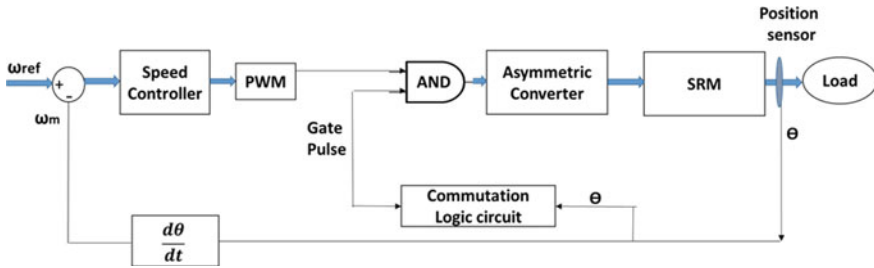 Position
sensor
ωref
+
-
ωm
Speed
Controller
PWM
AND
Asymmetric
Converter
SRM
Load
Gate
Pulse
Commutation
Logic circuit
Ɵ
Ɵ
dθ
dt